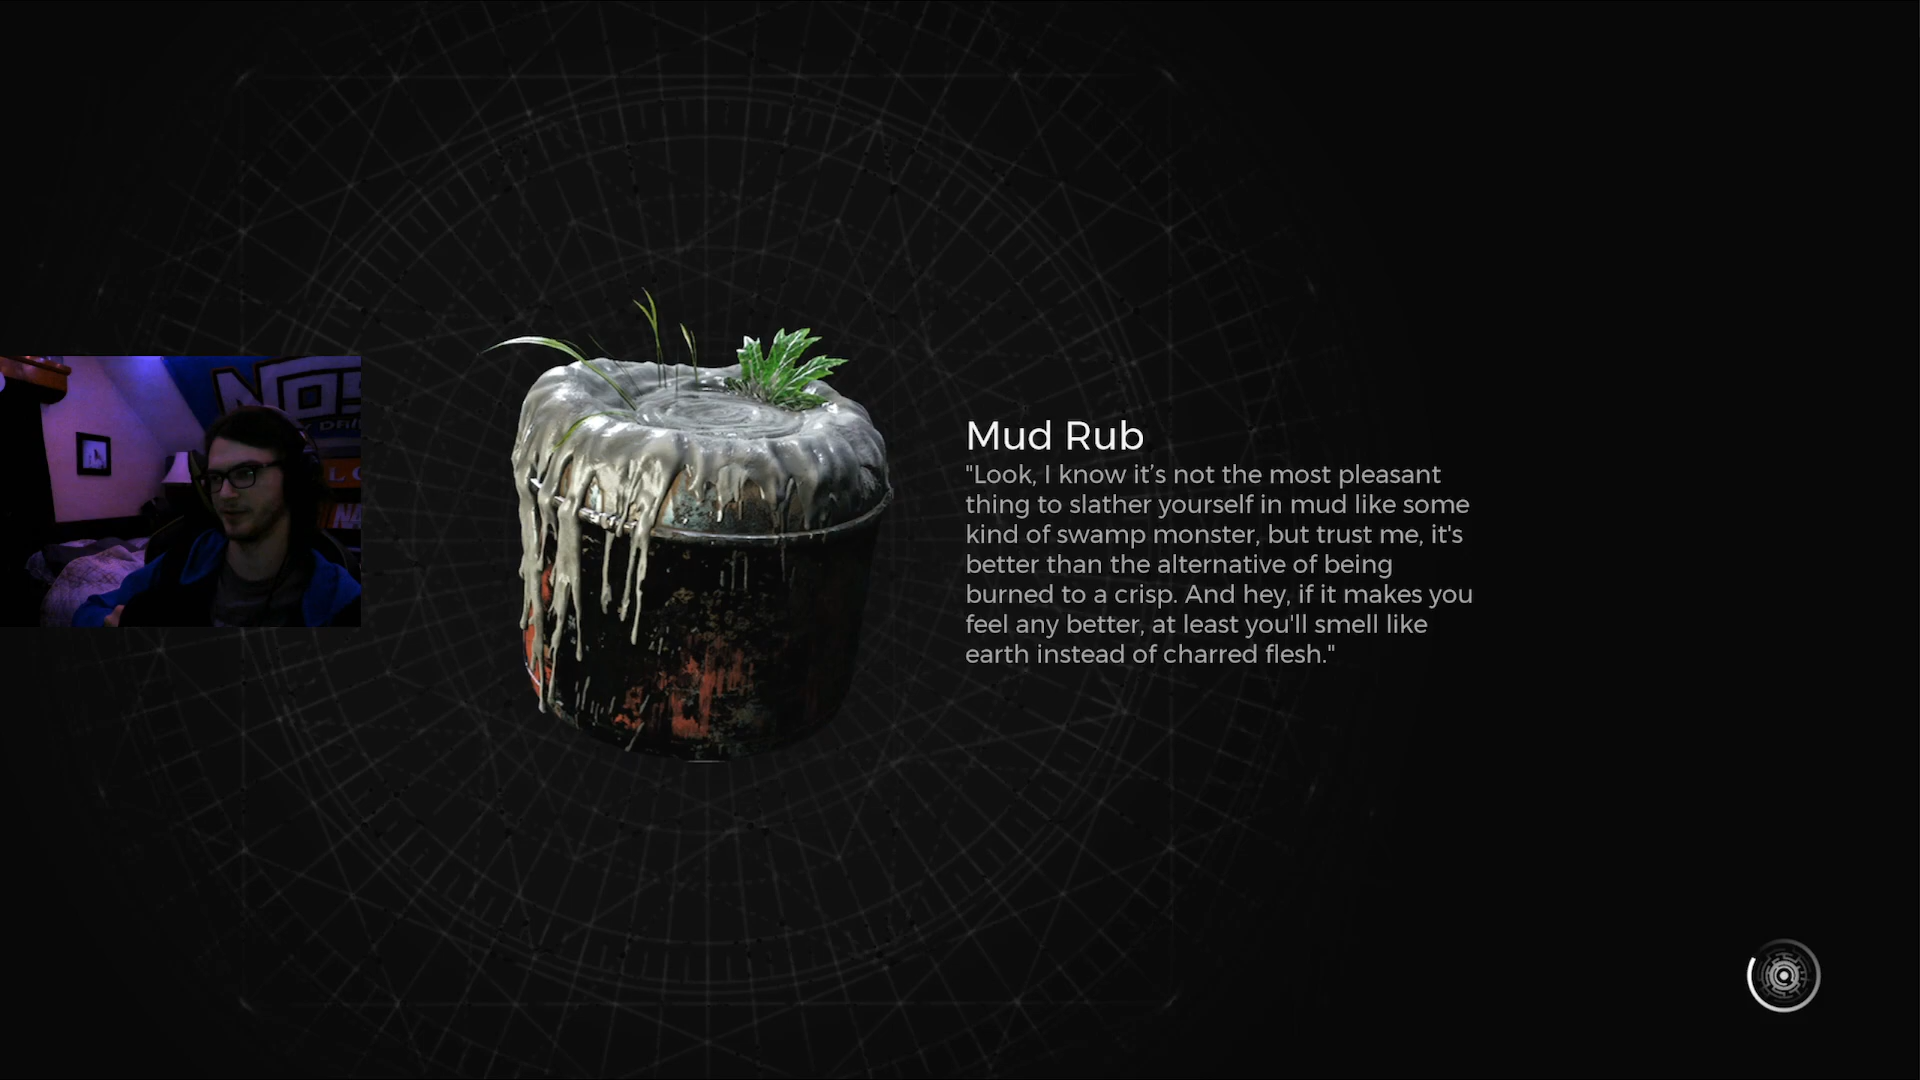 NOS
Mud Rub
"Look, I know it’s not the most pleasant
thing to slather yourself in mud like some
kind of swamp monster, but trust me, it's
better than the alternative of being
burned to a crisp. And hey, if it makes you
feel any better, at least you'll smell like
earth instead of charred flesh."